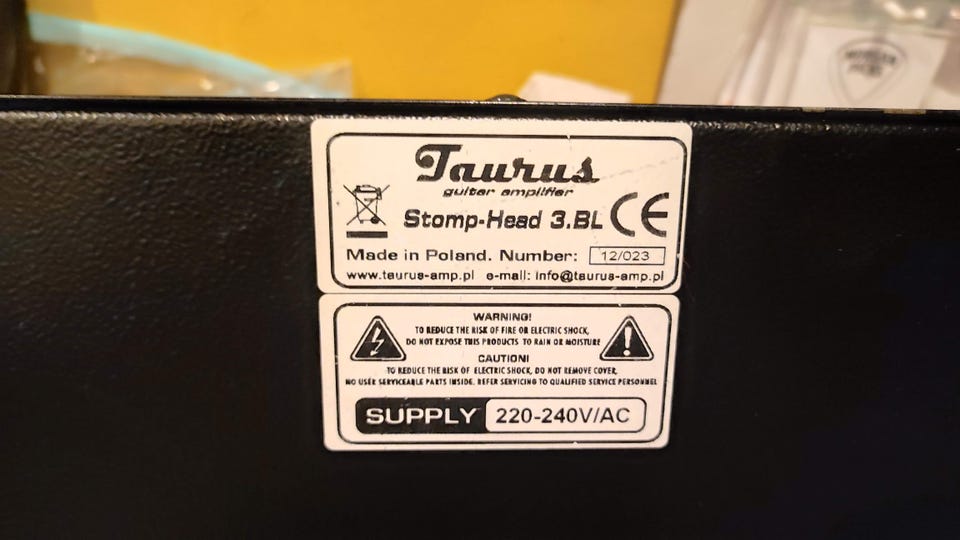 Taurus
guitar amplifier
Stomp-Head 3.BL CE
Made in Poland. Number: 12/023
www.taurus-amp.pl e-mail: info@taurus-amp.pl
WARNING!
TO REDUCE THE RISK OF FIRE OR ELECTRIC SHOCK,
DO NOT EXPOSE THIS PRODUCTS TO RAIN OR MOISTURE
CAUTION!
TO REDUCE THE RISK OF ELECTRIC SHOCK, DO NOT REMOVE COVER,
NO USER SERVICEABLE PARTS INSIDE. REFER SERVICING TO QUALIFIED SERVICE PERSONNEL
SUPPLY 220-240V/AC